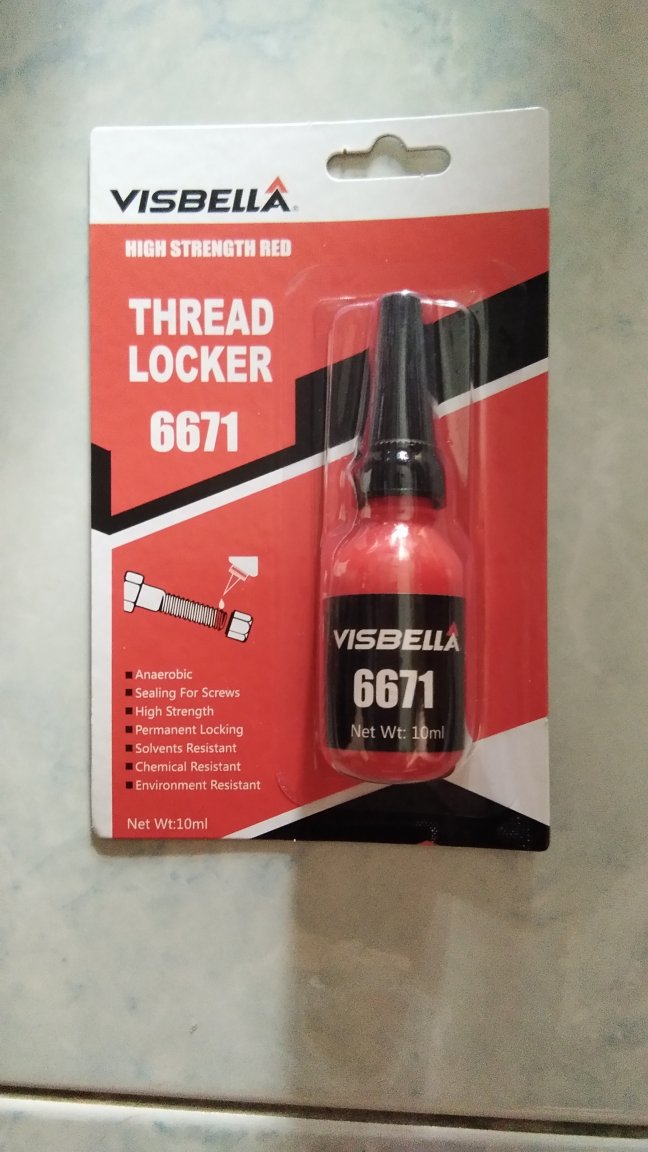 VISBELLA®
HIGH STRENGTH RED
THREAD
LOCKER
6671
Anaerobic
Sealing For Screws
High Strength
Permanent Locking
Solvents Resistant
Chemical Resistant
Environment Resistant
Net Wt:10ml
VISBELLA
6671
Net Wt: 10ml